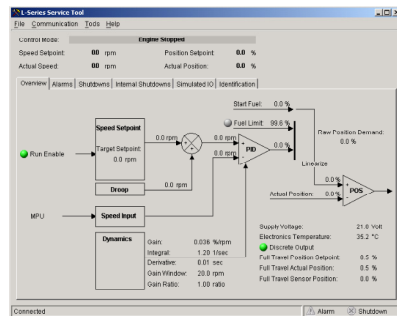 L-Series Service Tool
File Communication Tools Help
Control Mode: Engine Stopped
Speed Setpoint: 00 rpm Position Setpoint: 0.0 %
Actual Speed: 00 rpm Actual Position: 0.0 %
Overview Alarms Shutdowns Internal Shutdowns Simulated IO Identification
Start Fuel: 0.0 %
Fuel Limit: 99.6 %
Speed Setpoint
0.0 rpm
0.0 rpm
0.0 %
PID
Raw Position Demand:
0.0 %
Run Enable
Target Setpoint:
0.0 rpm
Linearize
Droop
0.0 rpm
0.0 %
Actual Position: 0.0 %
POS
MPU
Speed Input
Dynamics
Gain: 0.036 %/rpm
Integral: 1.20 1/sec
Derivative: 0.01 sec
Gain Window: 20.0 rpm
Gain Ratio: 1.00 ratio
Supply Voltage: 21.0 Volt
Electronics Temperature: 35.2 °C
Discrete Output
Full Travel Position Setpoint: 0.5 %
Full Travel Actual Position: 0.5 %
Full Travel Sensor Position: 0.0 %
Connected
Alarm
Shutdown